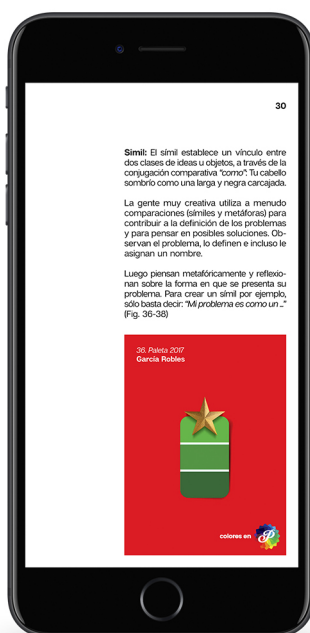 30
Simil: El símil establece un vínculo entre
dos clases de ideas u objetos, a través de la
conjugación comparativa "como": Tu cabello
sombrío como una larga y negra carcajada.
La gente muy creativa utiliza a menudo
comparaciones (símiles y metáforas) para
contribuir a la definición de los problemas
y para pensar en posibles soluciones. Ob-
servan el problema, lo definen e incluso le
asignan un nombre.
Luego piensan metafóricamente y reflexio-
nan sobre la forma en que se presenta su
problema. Para crear un símil por ejemplo,
sólo basta decir: "Mi problema es como un .."
(Fig. 36-38)
36. Paleta 2017
García Robles
colores en P